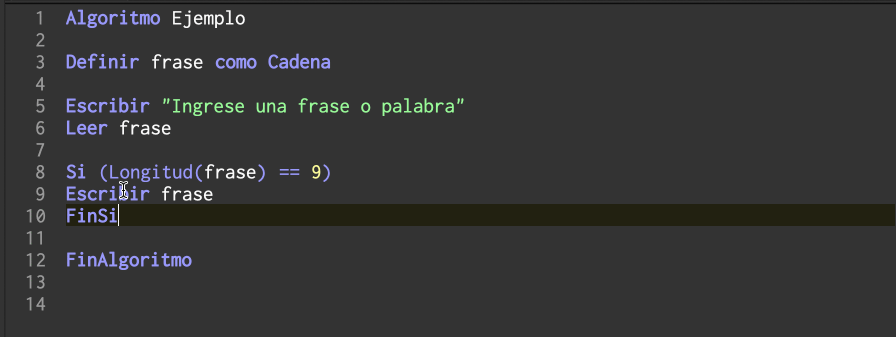 1 Algoritmo Ejemplo
2
3 Definir frase como Cadena
4
5 Escribir "Ingrese una frase o palabra"
6 Leer frase
7
8 Si (Longitud(frase) == 9)
9 Escribir frase
10 FinSi
11
12 FinAlgoritmo
13
14